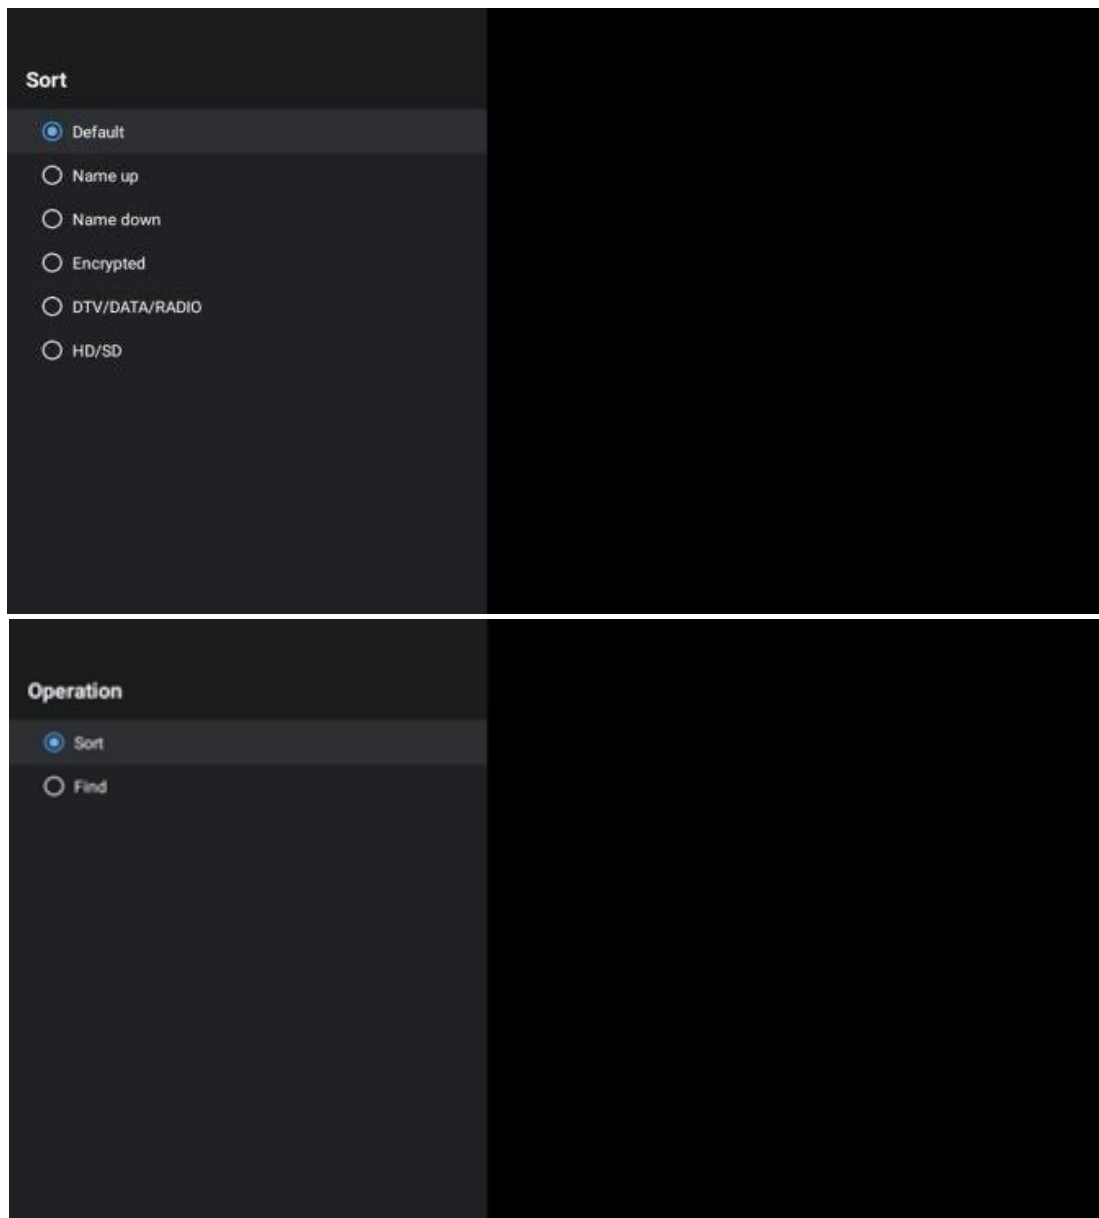 Sort
Default
Name up
Name down
Encrypted
DTV/DATA/RADIO
HD/SD
Operation
Sort
Find